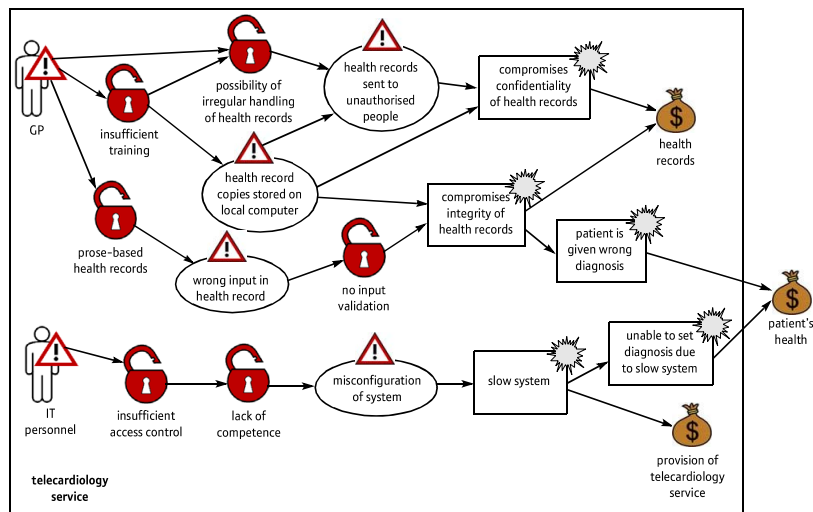 GP
insufficient
training
possibility of
irregular handling
of health records
health records
sent to
unauthorised
people
compromises
confidentiality
of health records
$
health
records
health record
copies stored on
local computer
compromises
integrity of
health records
patient is
given wrong
diagnosis
prose-based
health records
wrong input in
health record
no input
validation
$
patient's
health
IT
personnel
insufficient
access control
lack of
competence
misconfiguration
of system
slow system
unable to set
diagnosis due
to slow system
$
provision of
telecardiology
service
telecardiology
service